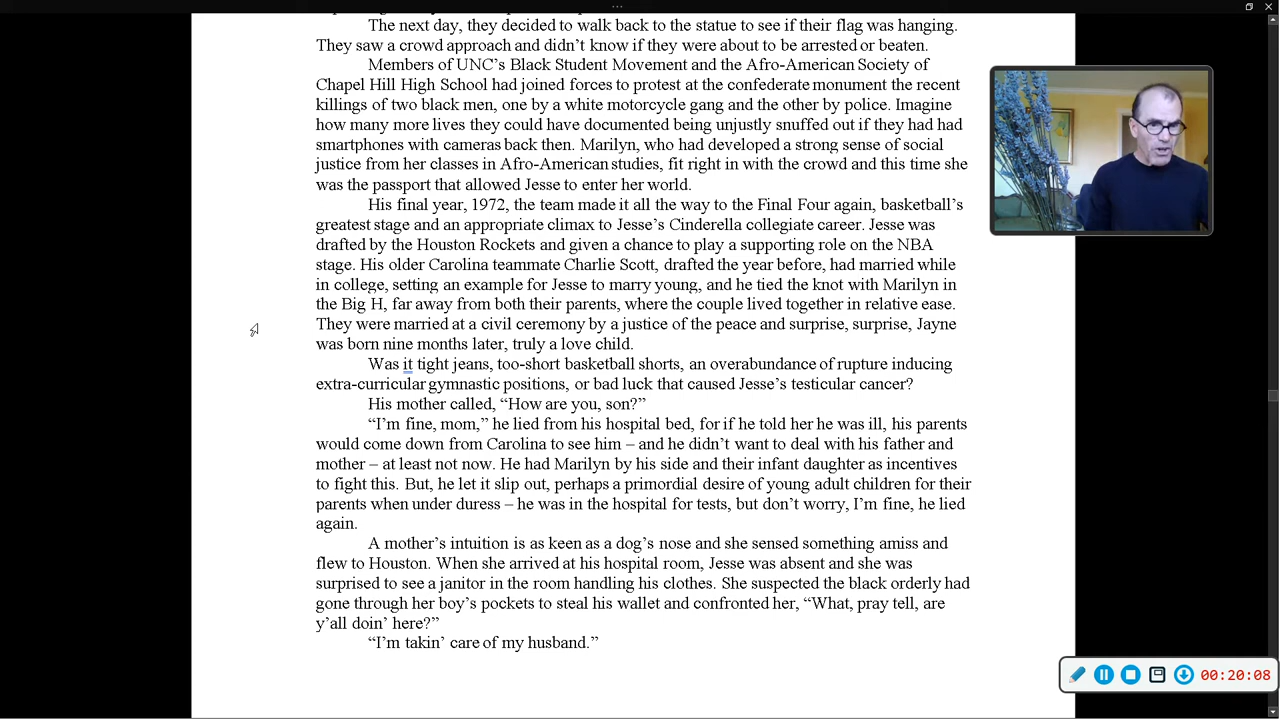 The next day, they decided to walk back to the statue to see if their flag was hanging.
They saw a crowd approach and didn’t know if they were about to be arrested or beaten.
Members of UNC’s Black Student Movement and the Afro-American Society of
Chapel Hill High School had joined forces to protest at the confederate monument the recent
killings of two black men, one by a white motorcycle gang and the other by police. Imagine
how many more lives they could have documented being unjustly snuffed out if they had had
smartphones with cameras back then. Marilyn, who had developed a strong sense of social
justice from her classes in Afro-American studies, fit right in with the crowd and this time she
was the passport that allowed Jesse to enter her world.
His final year, 1972, the team made it all the way to the Final Four again, basketball’s
greatest stage and an appropriate climax to Jesse’s Cinderella collegiate career. Jesse was
drafted by the Houston Rockets and given a chance to play a supporting role on the NBA
stage. His older Carolina teammate Charlie Scott, drafted the year before, had married while
in college, setting an example for Jesse to marry young, and he tied the knot with Marilyn in
the Big H, far away from both their parents, where the couple lived together in relative ease.
They were married at a civil ceremony by a justice of the peace and surprise, surprise, Jayne
was born nine months later, truly a love child.
Was it tight jeans, too-short basketball shorts, an overabundance of rupture inducing
extra-curricular gymnastic positions, or bad luck that caused Jesse’s testicular cancer?
His mother called, “How are you, son?”
“I’m fine, mom,” he lied from his hospital bed, for if he told her he was ill, his parents
would come down from Carolina to see him – and he didn’t want to deal with his father and
mother – at least not now. He had Marilyn by his side and their infant daughter as incentives
to fight this. But, he let it slip out, perhaps a primordial desire of young adult children for their
parents when under duress – he was in the hospital for tests, but don’t worry, I’m fine, he lied
again.
A mother’s intuition is as keen as a dog’s nose and she sensed something amiss and
flew to Houston. When she arrived at his hospital room, Jesse was absent and she was
surprised to see a janitor in the room handling his clothes. She suspected the black orderly had
gone through her boy’s pockets to steal his wallet and confronted her, “What, pray tell, are
y’all doin’ here?”
“I’m takin’ care of my husband.”
00:20:08